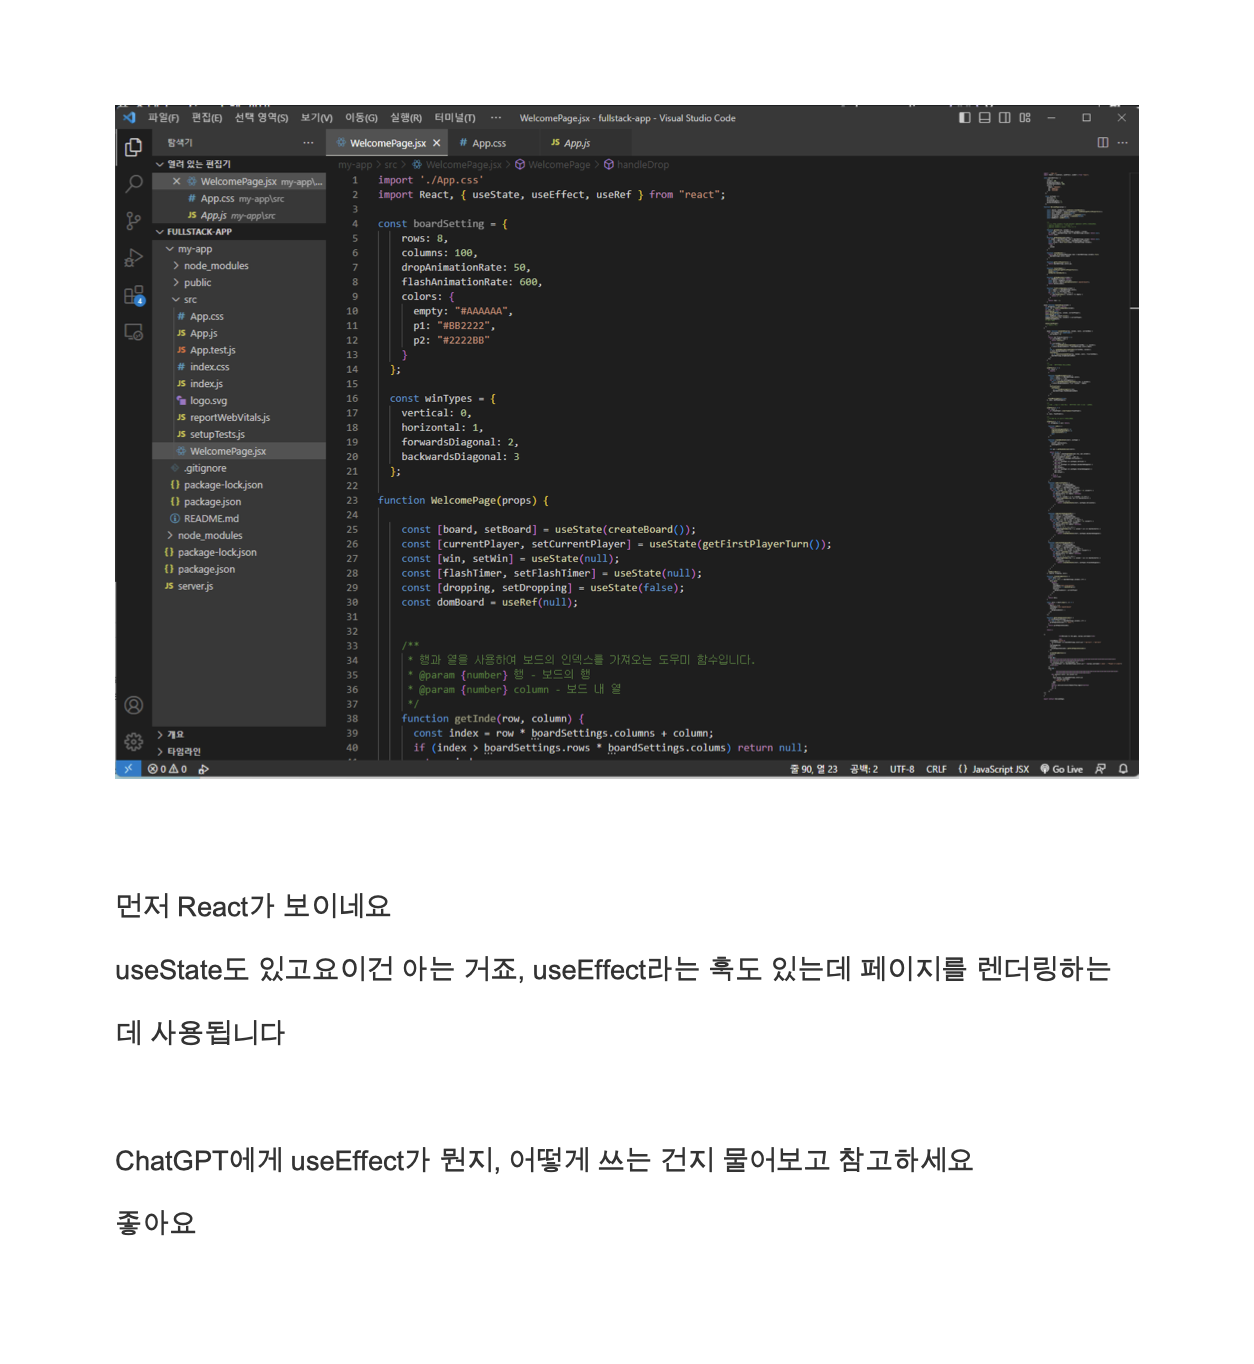 파일(F) 편집(E) 선택 영역(S) 보기(V) 이동(G) 실행(R) 터미널(T) ··· WelcomePage.jsx - fullstack-app - Visual Studio Code
탐색기 ···
열려 있는 편집기
WelcomePage.jsx my-app\...
# App.css my-app\src
JS App.js my-app\src
FULLSTACK-APP
my-app
node_modules
public
src
# App.css
JS App.js
JS App.test.js
# index.css
JS index.js
logo.svg
JS reportWebVitals.js
JS setupTests.js
WelcomePage.jsx
.gitignore
{} package-lock.json
{} package.json
README.md
node_modules
{} package-lock.json
{} package.json
JS server.js
개요
타임라인
4
WelcomePage.jsx # App.css JS App.js
my-app > src > WelcomePage.jsx > WelcomePage > handleDrop
1 import './App.css'
2 import React, { useState, useEffect, useRef } from "react";
3
4 const boardSetting = {
5 rows: 8,
6 columns: 100,
7 dropAnimationRate: 50,
8 flashAnimationRate: 600,
9 colors: {
10 empty: "#AAAAAA",
11 p1: "#BB2222",
12 p2: "#2222BB"
13 }
14 };
15
16 const winTypes = {
17 vertical: 0,
18 horizontal: 1,
19 forwardsDiagonal: 2,
20 backwardsDiagonal: 3
21 };
22
23 function WelcomePage(props) {
24
25 const [board, setBoard] = useState(createBoard());
26 const [currentPlayer, setCurrentPlayer] = useState(getFirstPlayerTurn());
27 const [win, setWin] = useState(null);
28 const [flashTimer, setFlashTimer] = useState(null);
29 const [dropping, setDropping] = useState(false);
30 const domBoard = useRef(null);
31
32
33 /**
34 * 행과 열을 사용하여 보드의 인덱스를 가져오는 도우미 함수입니다.
35 * @param {number} 행 - 보드의 행
36 * @param {number} column - 보드 내 열
37 */
38 function getInde(row, column) {
39 const index = row * boardSettings.columns + column;
40 if (index > boardSettings.rows * boardSettings.colums) return null;
0 0 줄 90, 열 23 공백: 2 UTF-8 CRLF {} JavaScript JSX Go Live
먼저 React가 보이네요
useState도 있고요이건 아는 거죠, useEffect라는 훅도 있는데 페이지를 렌더링하는
데 사용됩니다
ChatGPT에게 useEffect가 뭔지, 어떻게 쓰는 건지 물어보고 참고하세요
좋아요